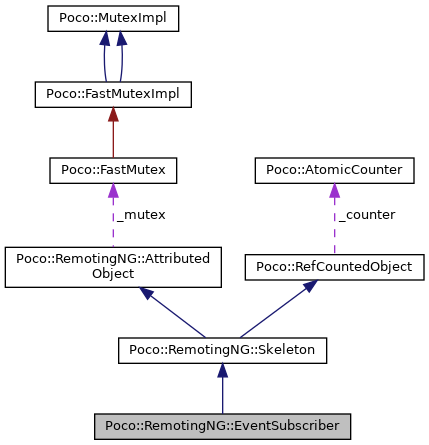 Poco::MutexImpl
Poco::FastMutexImpl
Poco::FastMutex
Poco::AtomicCounter
_mutex
_counter
Poco::RemotingNG::Attributed
Object
Poco::RefCountedObject
Poco::RemotingNG::Skeleton
Poco::RemotingNG::EventSubscriber